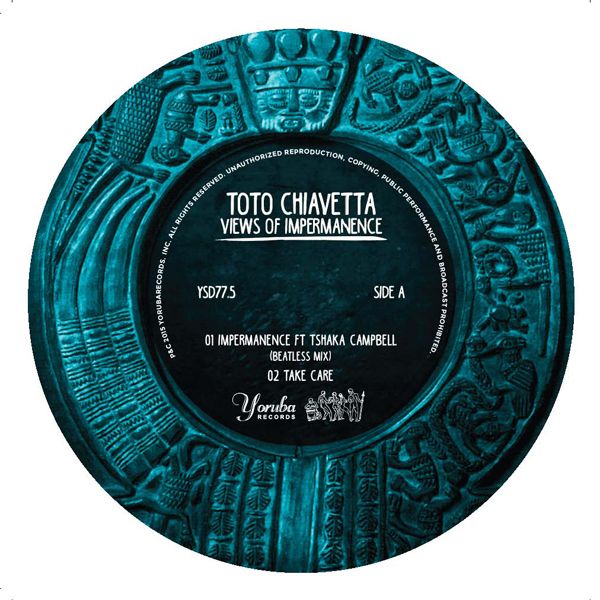 P&C 2015 YORUBARECORDS, INC. ALL RIGHTS RESERVED. UNAUTHORIZED REPRODUCTION, COPYING, PUBLIC PERFORMANCE AND BROADCAST PROHIBITED.
TOTO CHIAVETTA
VIEWS OF IMPERMANENCE
YSD77.5 SIDE A
01 IMPERMANENCE FT TSHAKA CAMPBELL
(BEATLESS MIX)
02 TAKE CARE
Yoruba
RECORDS